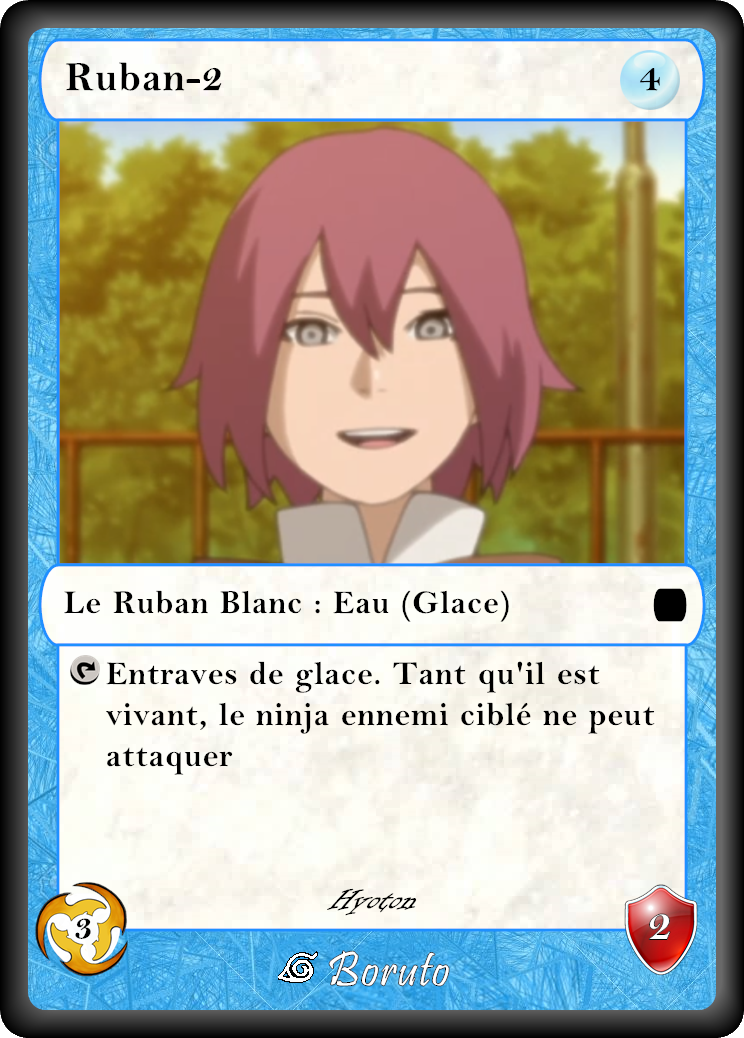 Ruban-2
4
Le Ruban Blanc : Eau (Glace)
Entraves de glace. Tant qu'il est
vivant, le ninja ennemi ciblé ne peut
attaquer
Hyoton
3
2
Boruto